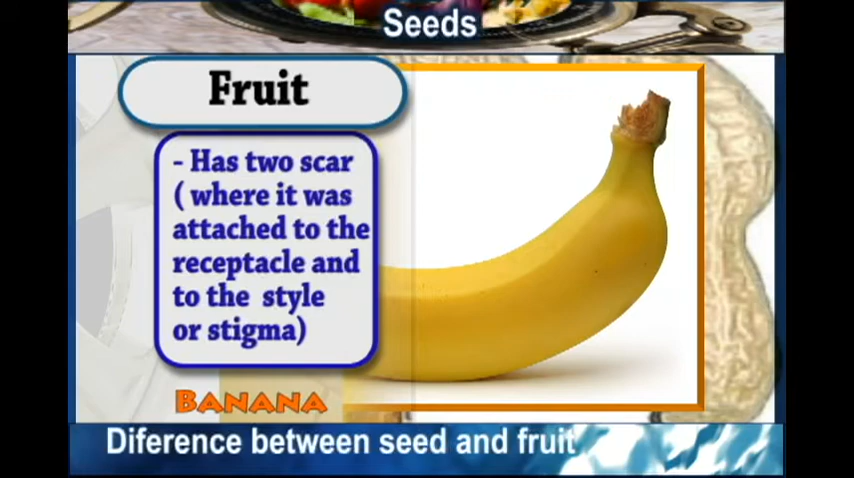 Seeds
Fruit
- Has two scar
( where it was
attached to the
receptacle and
to the style
or stigma)
BANANA
Diference between seed and fruit